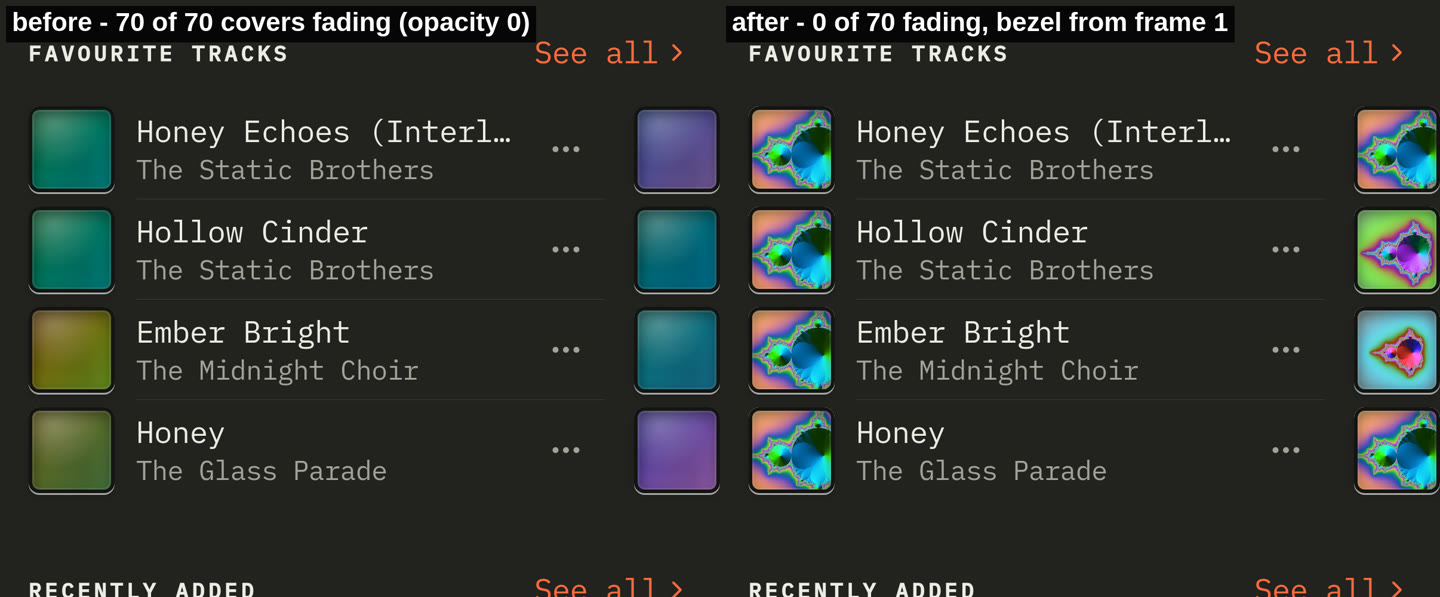 before - 70 of 70 covers fading (opacity 0)
FAVOURITE TRACKS See all
Honey Echoes (Interl…
The Static Brothers
Hollow Cinder
The Static Brothers
Ember Bright
The Midnight Choir
Honey
The Glass Parade
RECENTLY ADDED See all
after - 0 of 70 fading, bezel from frame 1
FAVOURITE TRACKS See all
Honey Echoes (Interl…
The Static Brothers
Hollow Cinder
The Static Brothers
Ember Bright
The Midnight Choir
Honey
The Glass Parade
RECENTLY ADDED See all